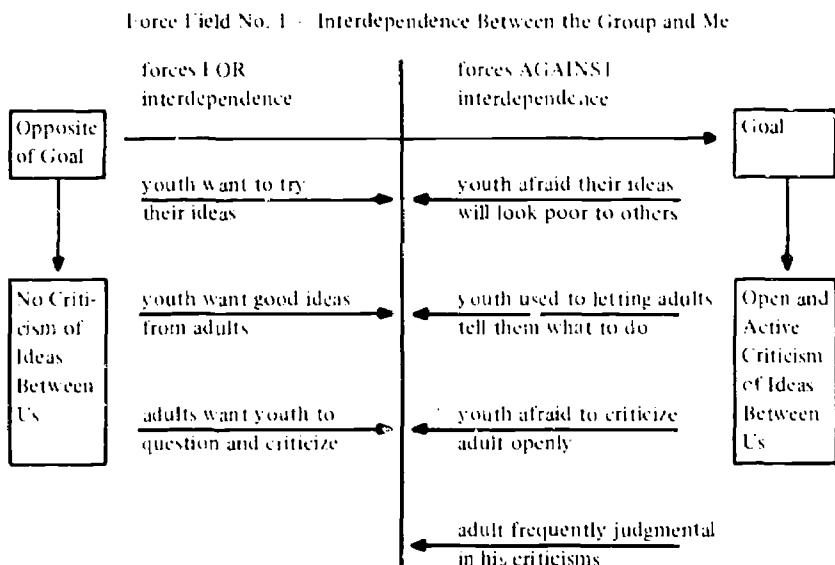 Force Field No. 1 - Interdependence Between the Group and Me
forces FOR
interdependence
forces AGAINST
interdependence
Opposite
of Goal
Goal
youth want to try
their ideas
youth afraid their ideas
will look poor to others
No Criti-
cism of
Ideas
Between
Us
youth want good ideas
from adults
youth used to letting adults
tell them what to do
Open and
Active
Criticism
of Ideas
Between
Us
adults want youth to
question and criticize
youth afraid to criticize
adult openly
adult frequently judgmental
in his criticisms